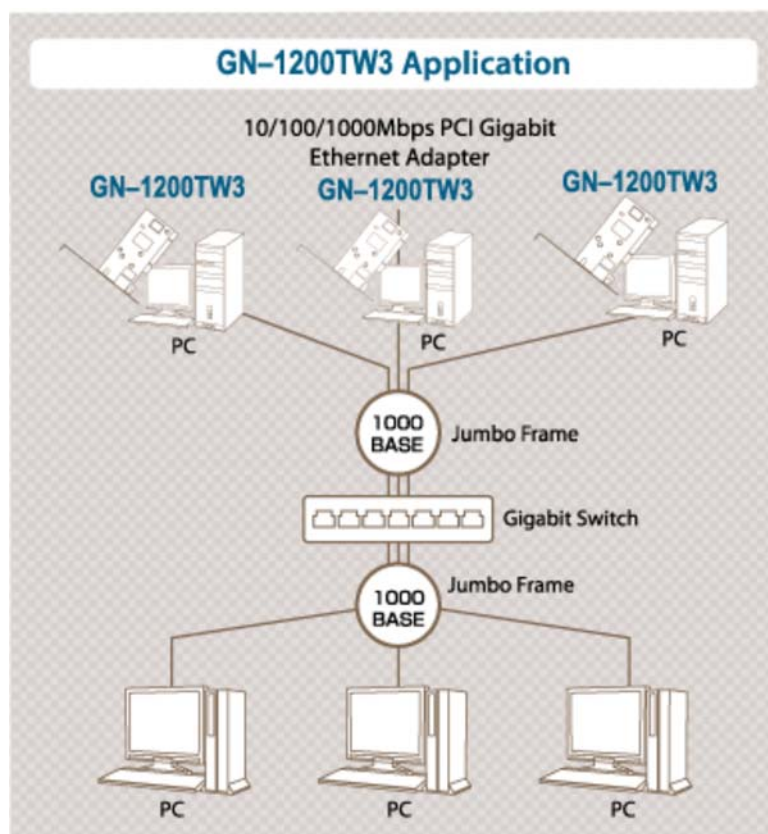 GN–1200TW3 Application
10/100/1000Mbps PCI Gigabit
Ethernet Adapter
GN–1200TW3
GN–1200TW3
GN–1200TW3
PC
PC
PC
1000
BASE
Jumbo Frame
Gigabit Switch
1000
BASE
Jumbo Frame
PC
PC
PC